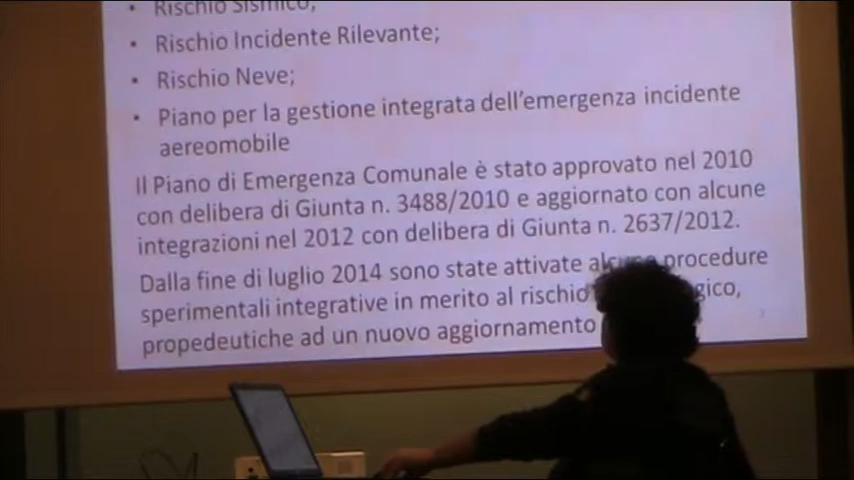 • Rischio Sismico;
• Rischio Incidente Rilevante;
• Rischio Neve;
• Piano per la gestione integrata dell'emergenza incidente
aereomobile
Il Piano di Emergenza Comunale è stato approvato nel 2010
con delibera di Giunta n. 3488/2010 e aggiornato con alcune
integrazioni nel 2012 con delibera di Giunta n. 2637/2012.
Dalla fine di luglio 2014 sono state attivate alcune procedure
sperimentali integrative in merito al rischio
propedeutiche ad un nuovo aggiornamento